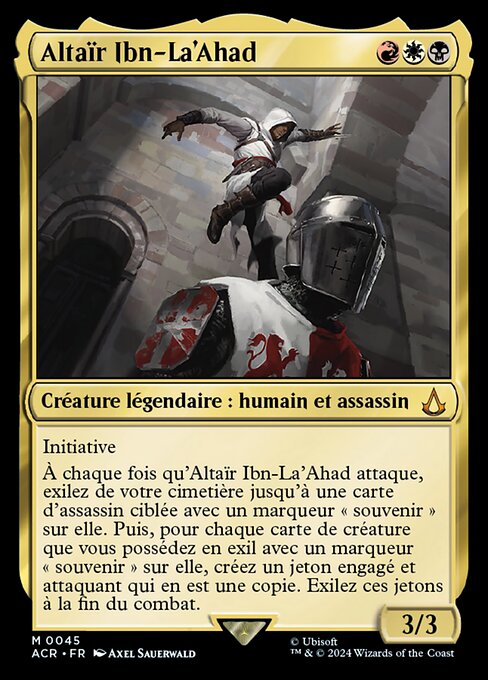 Altaïr Ibn-La'Ahad
Créature légendaire : humain et assassin
Initiative
À chaque fois qu'Altaïr Ibn-La'Ahad attaque,
exilez de votre cimetière jusqu'à une carte
d'assassin ciblée avec un marqueur « souvenir »
sur elle. Puis, pour chaque carte de créature
que vous possédez en exil avec un marqueur
« souvenir » sur elle, créez un jeton engagé et
attaquant qui en est une copie. Exilez ces jetons
à la fin du combat.
3/3
M 0045
ACR • FR Axel Sauerwald
© Ubisoft
™ & © 2024 Wizards of the Coast